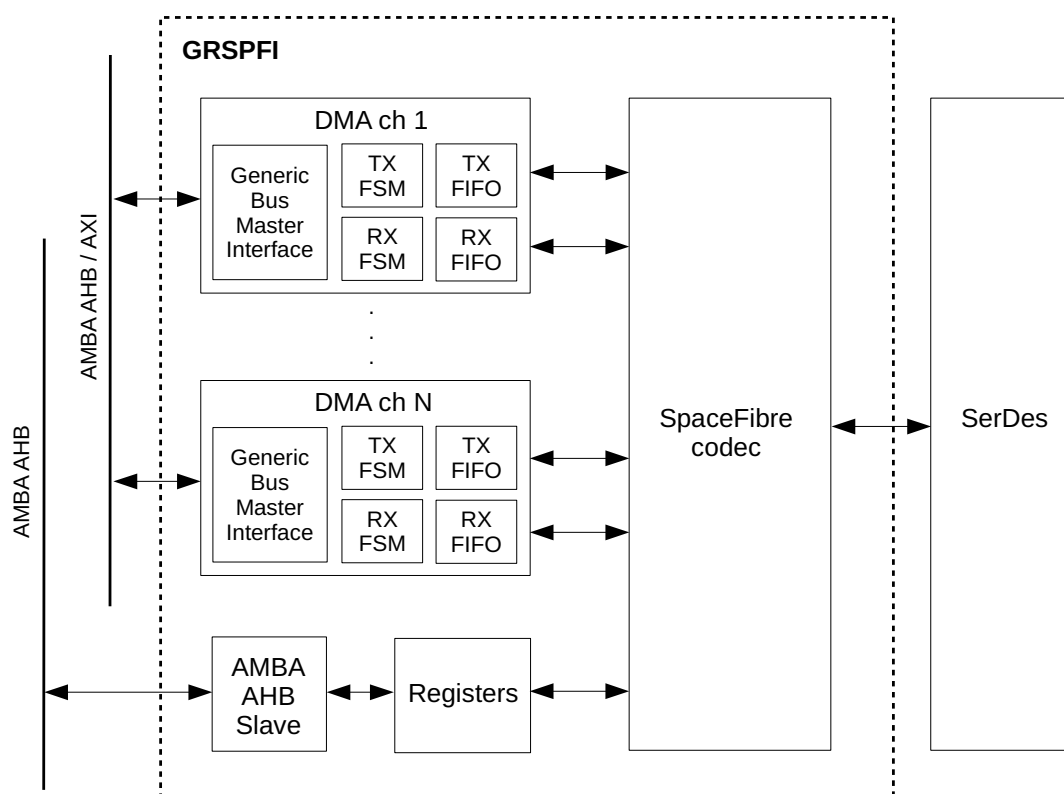 GRSPFI
DMA ch 1
Generic
Bus
Master
Interface
TX
FSM
TX
FIFO
RX
FSM
RX
FIFO
.
.
.
DMA ch N
Generic
Bus
Master
Interface
TX
FSM
TX
FIFO
RX
FSM
RX
FIFO
AMBA AHB / AXI
AMBA AHB
AMBA
AHB
Slave
Registers
SpaceFibre
codec
SerDes